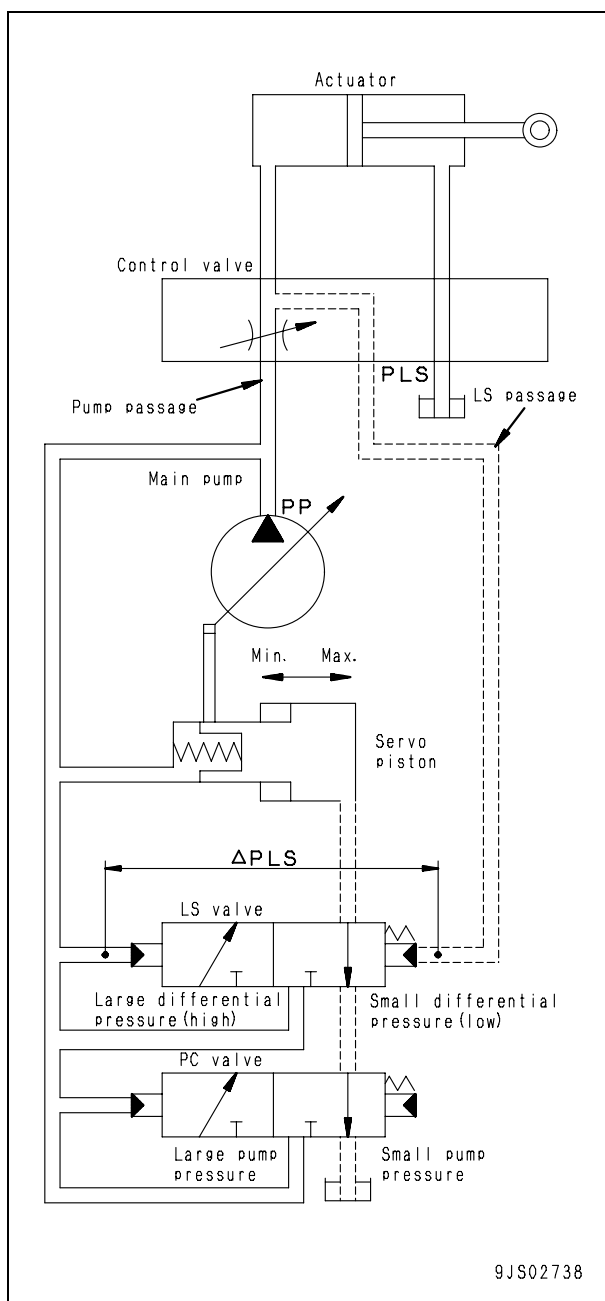 Actuator
Control valve
PLS
Pump passage
LS passage
Main pump
PP
Min. Max.
Servo
piston
ΔPLS
LS valve
Large differential
pressure(high)
Small differential
pressure(low)
PC valve
Large pump
pressure
Small pump
pressure
9JS02738